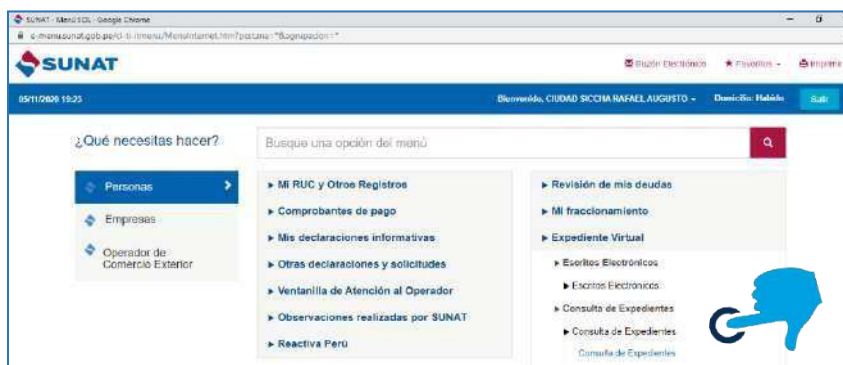 SUNAT - Menú SOL - Google Chrome
e-menu.sunat.gob.pe/cl-ti-itmenu/MenuInternet.htm?pestana=*&agrupacion=*
SUNAT
Buzón Electrónico
Favoritos
Imprimir
05/11/2020 19:23
Bienvenido, CIUDAD SICCHA RAFAEL AUGUSTO
Domicilio: Habido
Salir
¿Qué necesitas hacer?
Busque una opción del menú
Personas
Empresas
Operador de
Comercio Exterior
Mi RUC y Otros Registros
Comprobantes de pago
Mis declaraciones informativas
Otras declaraciones y solicitudes
Ventanilla de Atención al Operador
Observaciones realizadas por SUNAT
Reactiva Perú
Revisión de mis deudas
Mi fraccionamiento
Expediente Virtual
Escritos Electrónicos
Escritos Electrónicos
Consulta de Expedientes
Consulta de Expedientes
Consulta de Expedientes